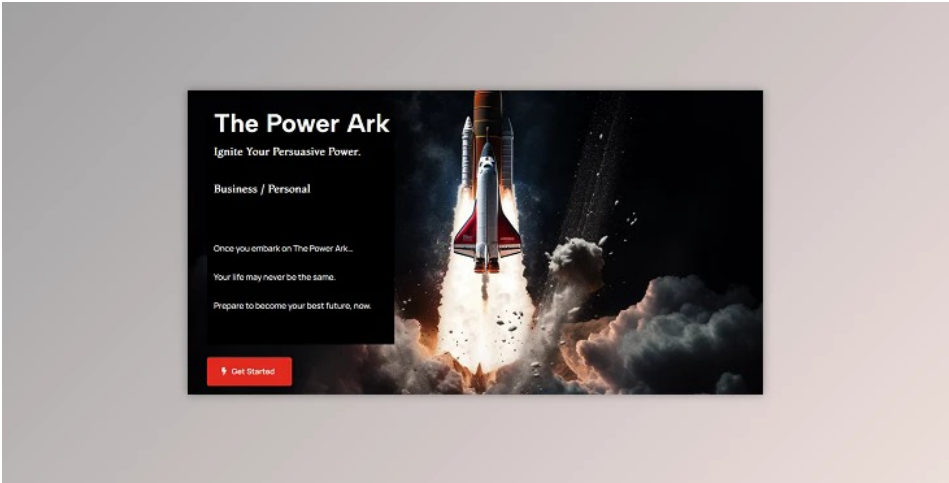 The Power Ark
Ignite Your Persuasive Power.
Business / Personal
Once you embark on The Power Ark...
Your life may never be the same.
Prepare to become your best future, now.
Get Started